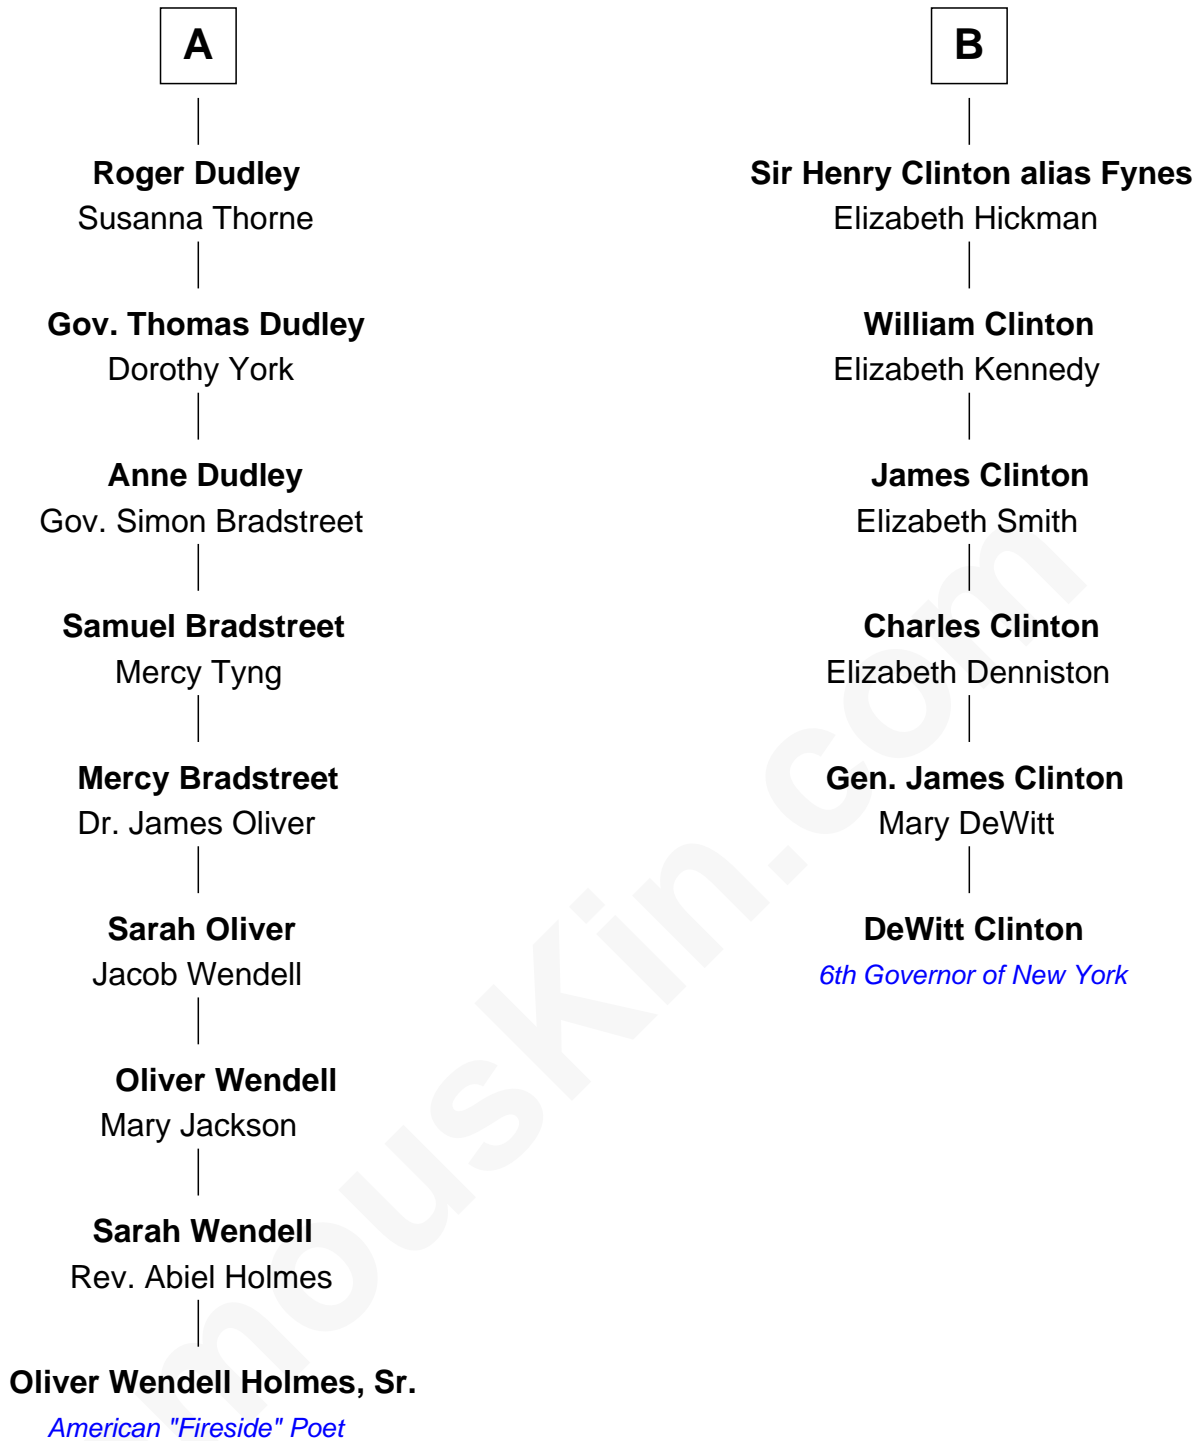 A
Roger Dudley
Susanna Thorne
Gov. Thomas Dudley
Dorothy York
Anne Dudley
Gov. Simon Bradstreet
Samuel Bradstreet
Mercy Tyng
Mercy Bradstreet
Dr. James Oliver
Sarah Oliver
Jacob Wendell
Oliver Wendell
Mary Jackson
Sarah Wendell
Rev. Abiel Holmes
Oliver Wendell Holmes, Sr.
American "Fireside" Poet
B
Sir Henry Clinton alias Fynes
Elizabeth Hickman
William Clinton
Elizabeth Kennedy
James Clinton
Elizabeth Smith
Charles Clinton
Elizabeth Denniston
Gen. James Clinton
Mary DeWitt
DeWitt Clinton
6th Governor of New York
mousKin.com